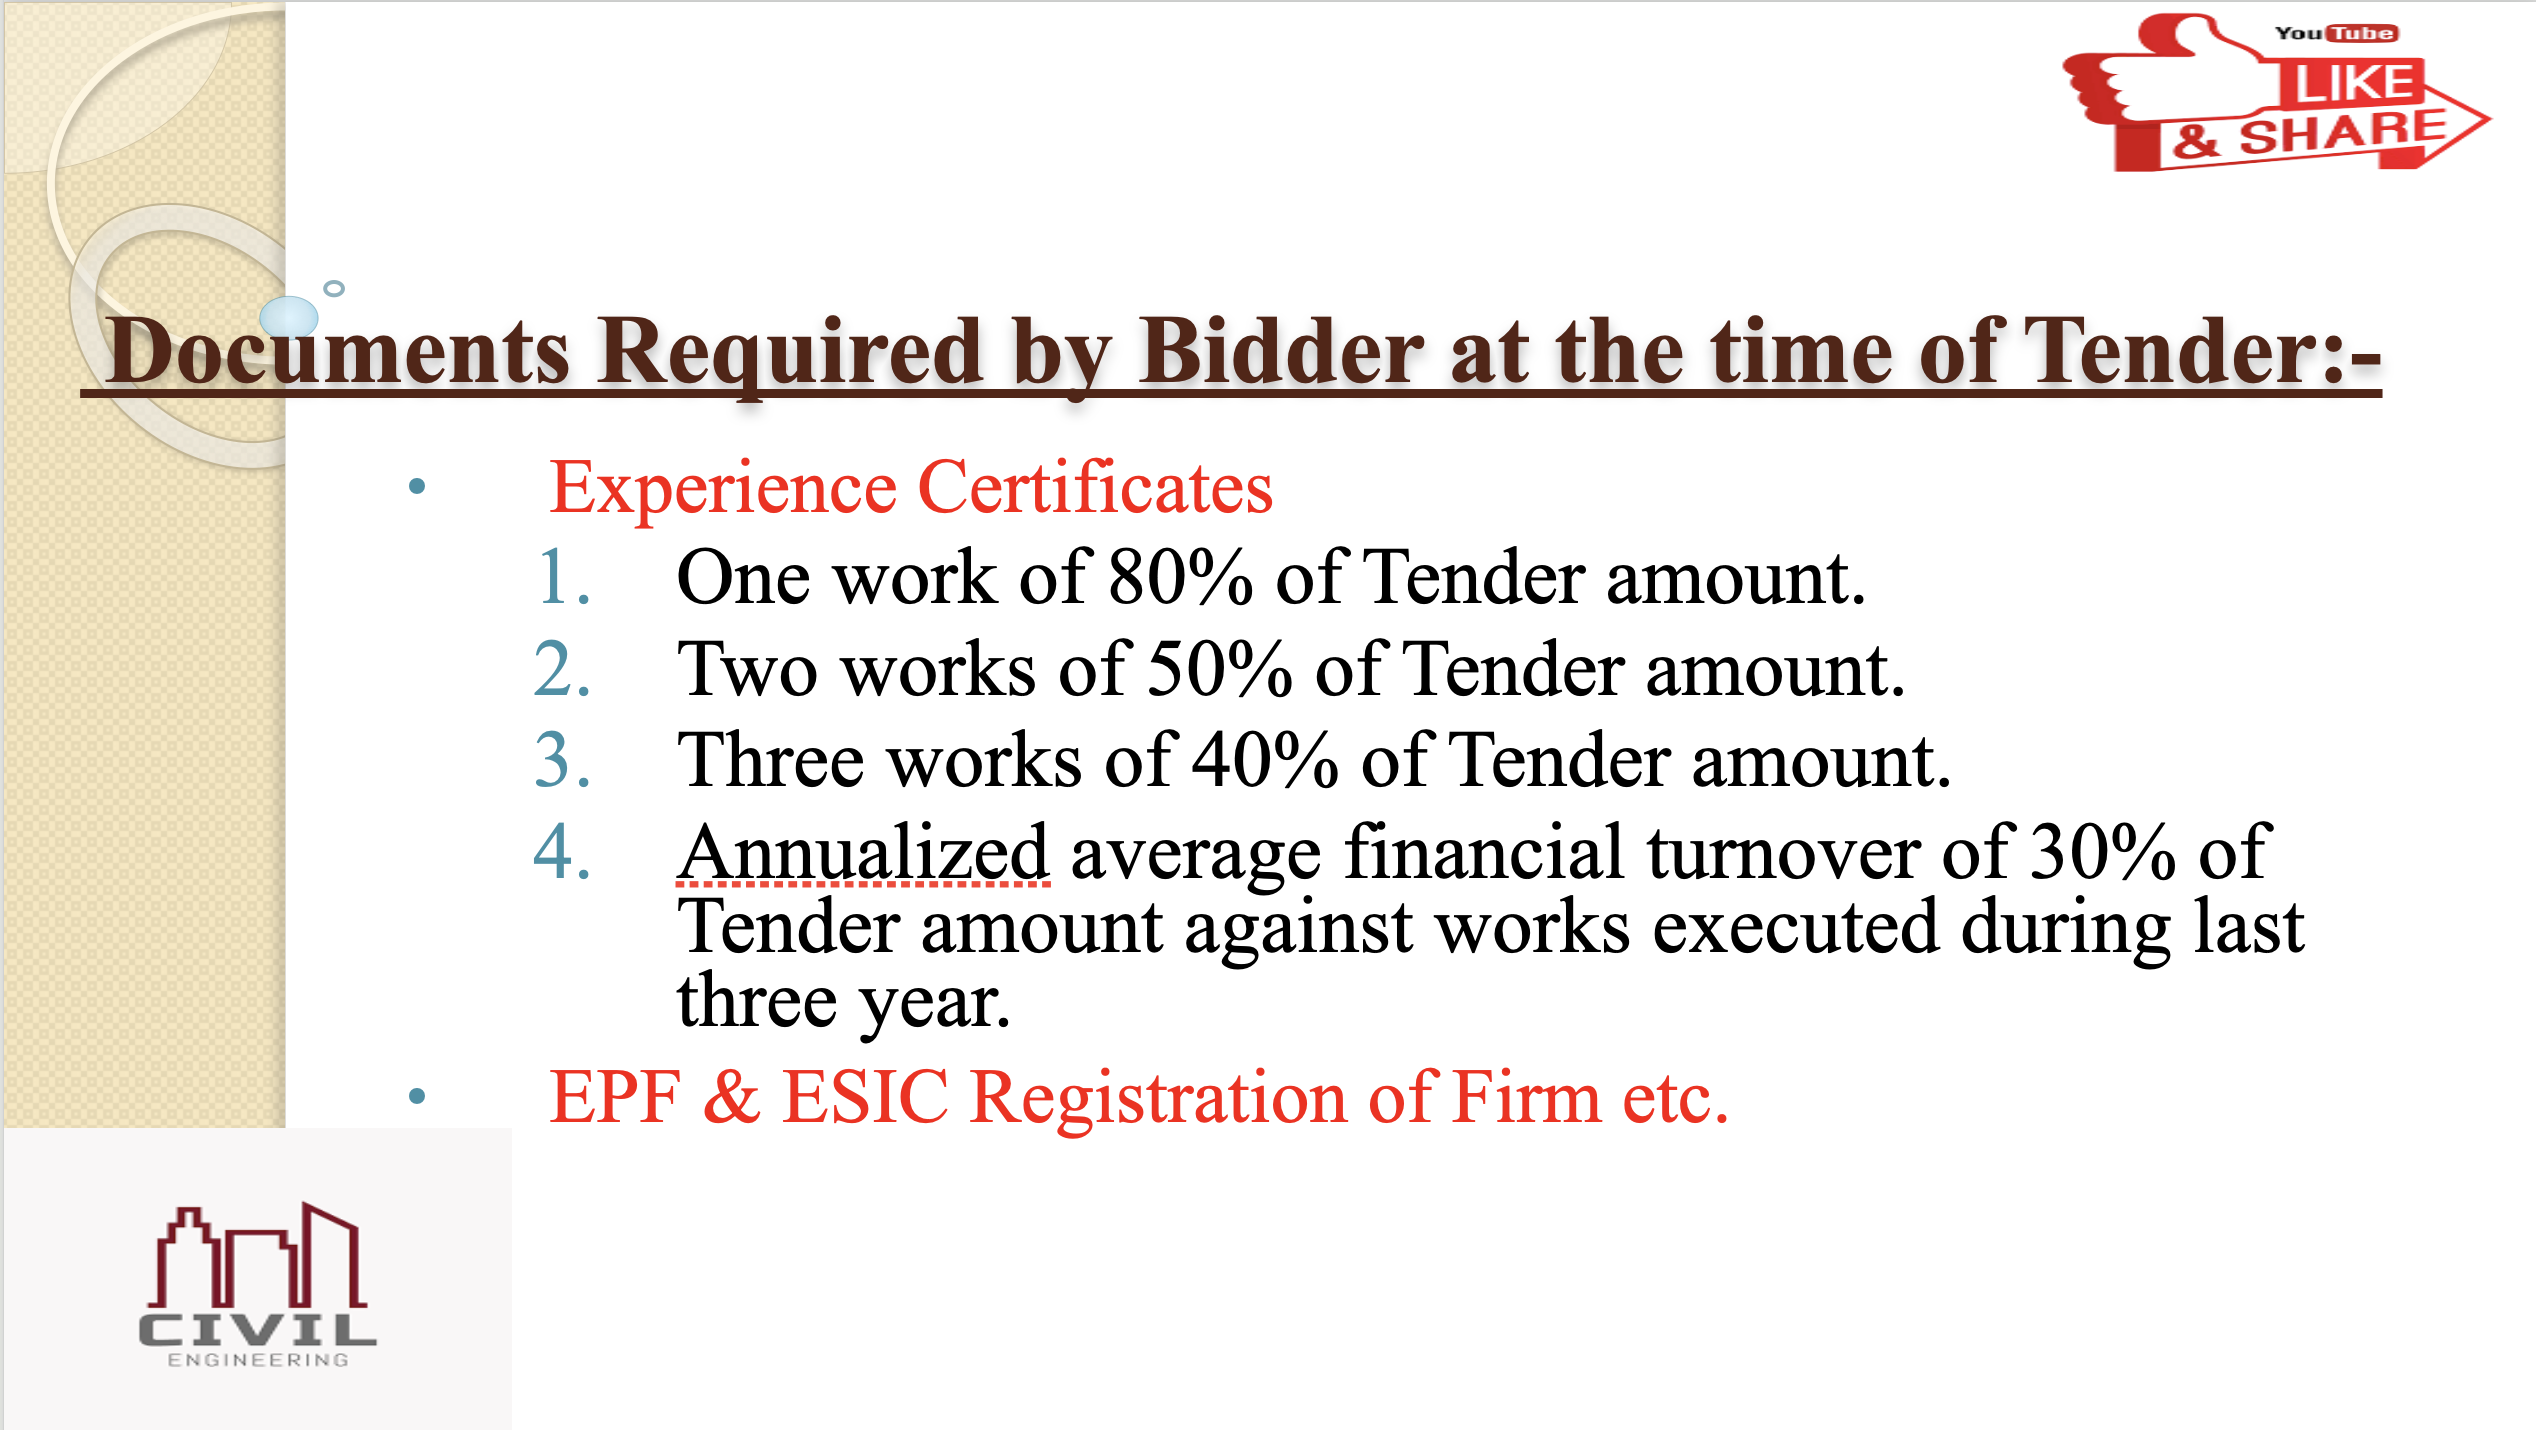 YouTube
LIKE
& SHARE
Documents Required by Bidder at the time of Tender:-
• Experience Certificates
1. One work of 80% of Tender amount.
2. Two works of 50% of Tender amount.
3. Three works of 40% of Tender amount.
4. Annualized average financial turnover of 30% of
Tender amount against works executed during last
three year.
• EPF & ESIC Registration of Firm etc.
CIVIL
ENGINEERING